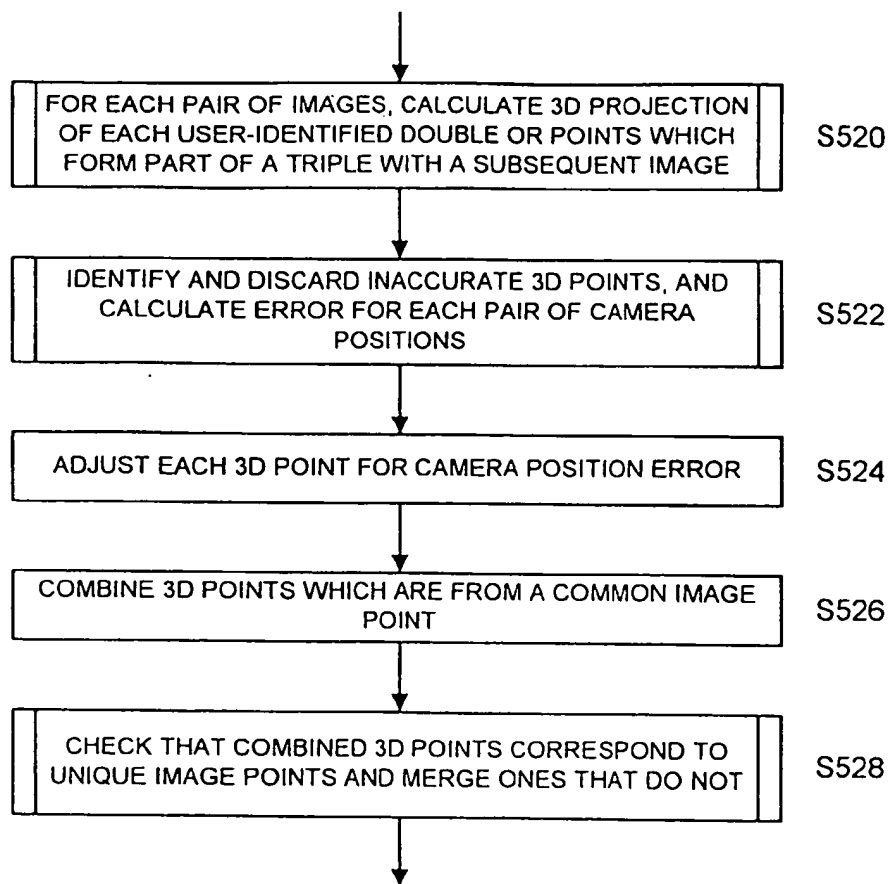 FOR EACH PAIR OF IMAGES, CALCULATE 3D PROJECTION
OF EACH USER-IDENTIFIED DOUBLE OR POINTS WHICH
FORM PART OF A TRIPLE WITH A SUBSEQUENT IMAGE
S520
IDENTIFY AND DISCARD INACCURATE 3D POINTS, AND
CALCULATE ERROR FOR EACH PAIR OF CAMERA
POSITIONS
S522
ADJUST EACH 3D POINT FOR CAMERA POSITION ERROR
S524
COMBINE 3D POINTS WHICH ARE FROM A COMMON IMAGE
POINT
S526
CHECK THAT COMBINED 3D POINTS CORRESPOND TO
UNIQUE IMAGE POINTS AND MERGE ONES THAT DO NOT
S528